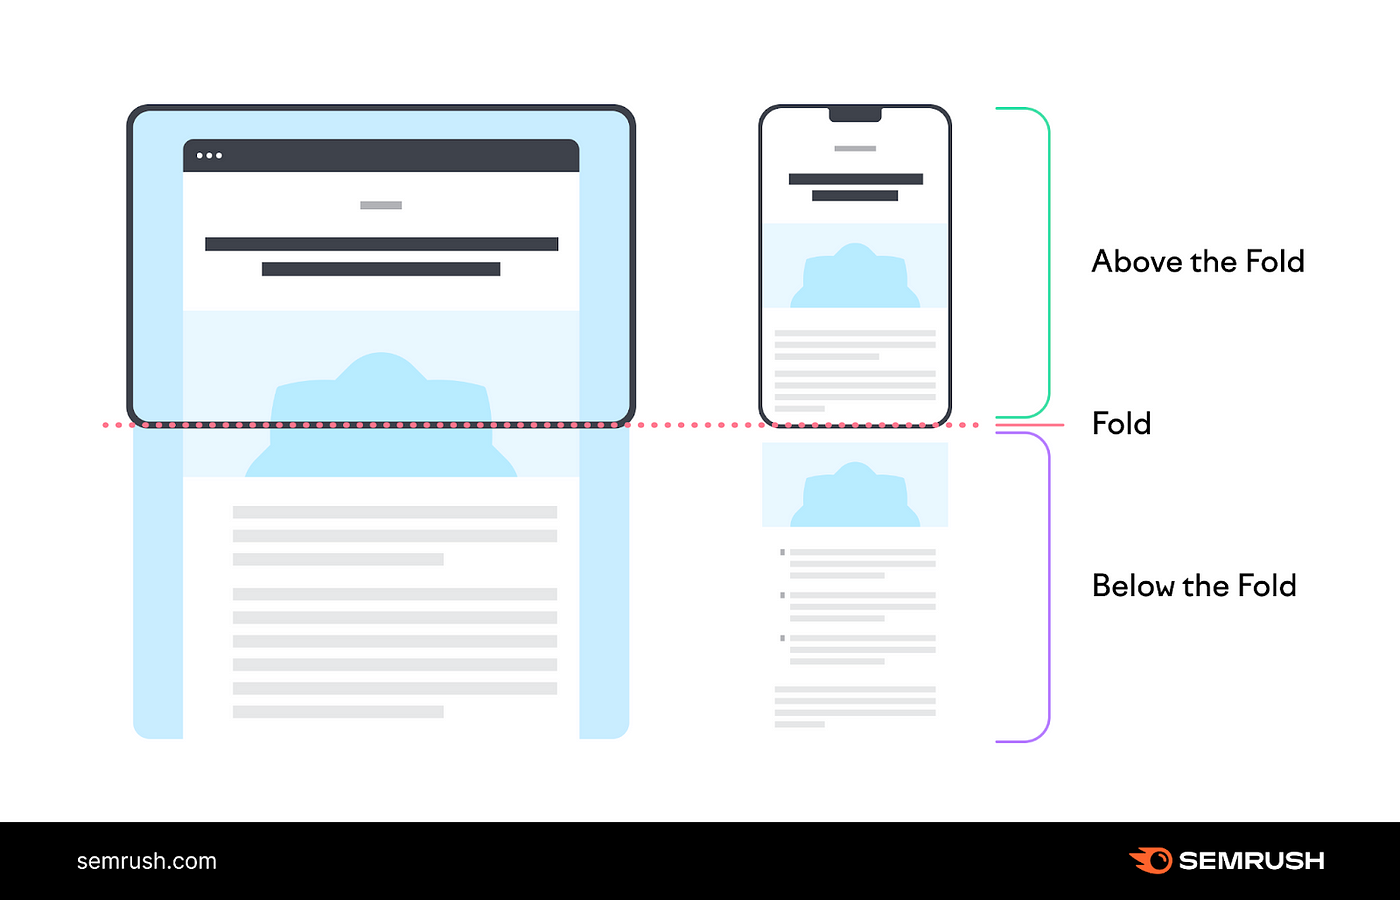 Above the Fold
Fold
Below the Fold
semrush.com
SEMRUSH